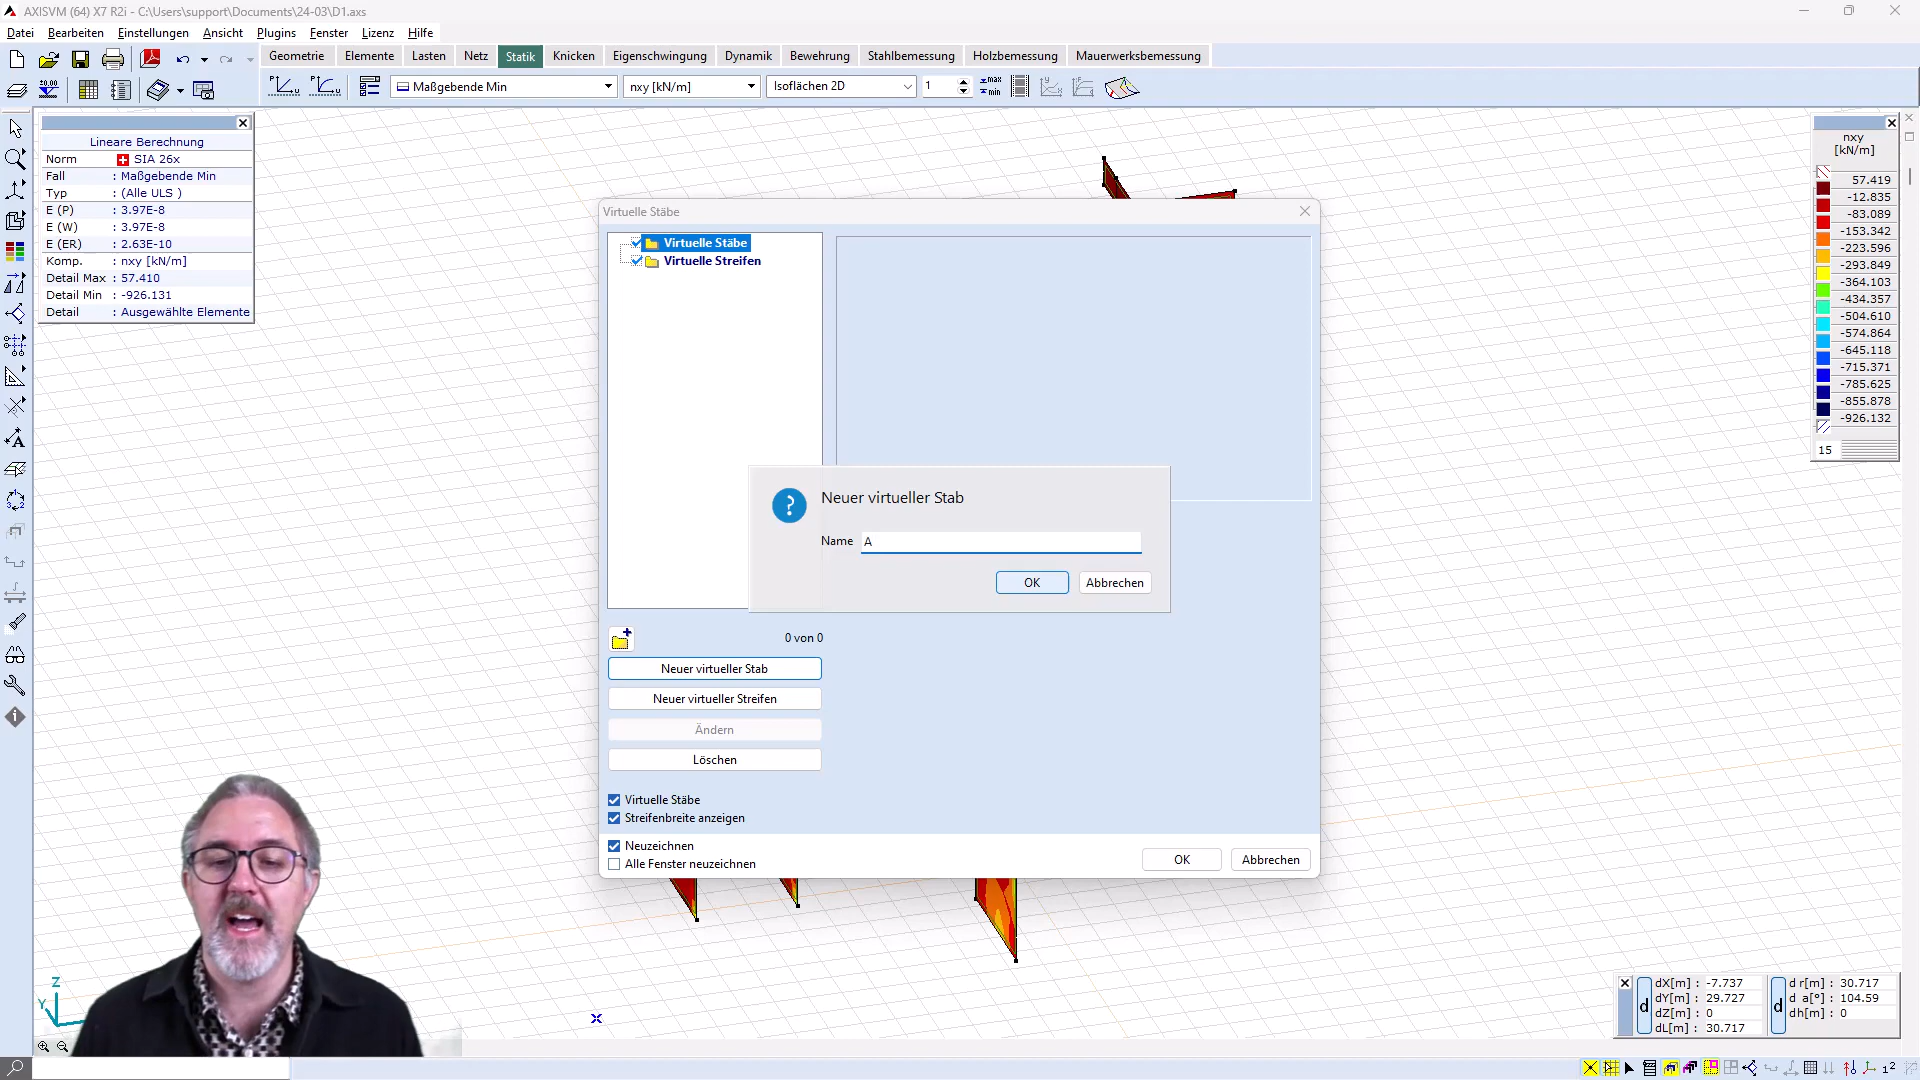 AXISVM (64) X7 R2i - C:\Users\support\Documents\24-03\D1.axs
Datei Bearbeiten Einstellungen Ansicht Plugins Fenster Lizenz Hilfe
Geometrie Elemente Lasten Netz Statik Knicken Eigenschwingung Dynamik Bewehrung Stahlbemessung Holzbemessung Mauerwerksbemessung
Maßgebende Min nxy [kN/m] Isoflächen 2D 1 max min
Lineare Berechnung
Norm SIA 26x
Fall : Maßgebende Min
Typ : (Alle ULS )
E (P) : 3.97E-8
E (W) : 3.97E-8
E (ER) : 2.63E-10
Komp. : nxy [kN/m]
Detail Max : 57.410
Detail Min : -926.131
Detail : Ausgewählte Elemente
nxy
[kN/m]
57.419
-12.835
-83.089
-153.342
-223.596
-293.849
-364.103
-434.357
-504.610
-574.864
-645.118
-715.371
-785.625
-855.878
-926.132
15
Virtuelle Stäbe
Virtuelle Stäbe
Virtuelle Streifen
Neuer virtueller Stab
Name A
OK Abbrechen
0 von 0
Neuer virtueller Stab
Neuer virtueller Streifen
Ändern
Löschen
Virtuelle Stäbe
Streifenbreite anzeigen
Neuzeichnen
Alle Fenster neuzeichnen
OK Abbrechen
Z
Y
d
dX[m] : -7.737
dY[m] : 29.727
dZ[m] : 0
dL[m] : 30.717
d
d r[m] : 30.717
d a[°] : 104.59
dh[m] : 0